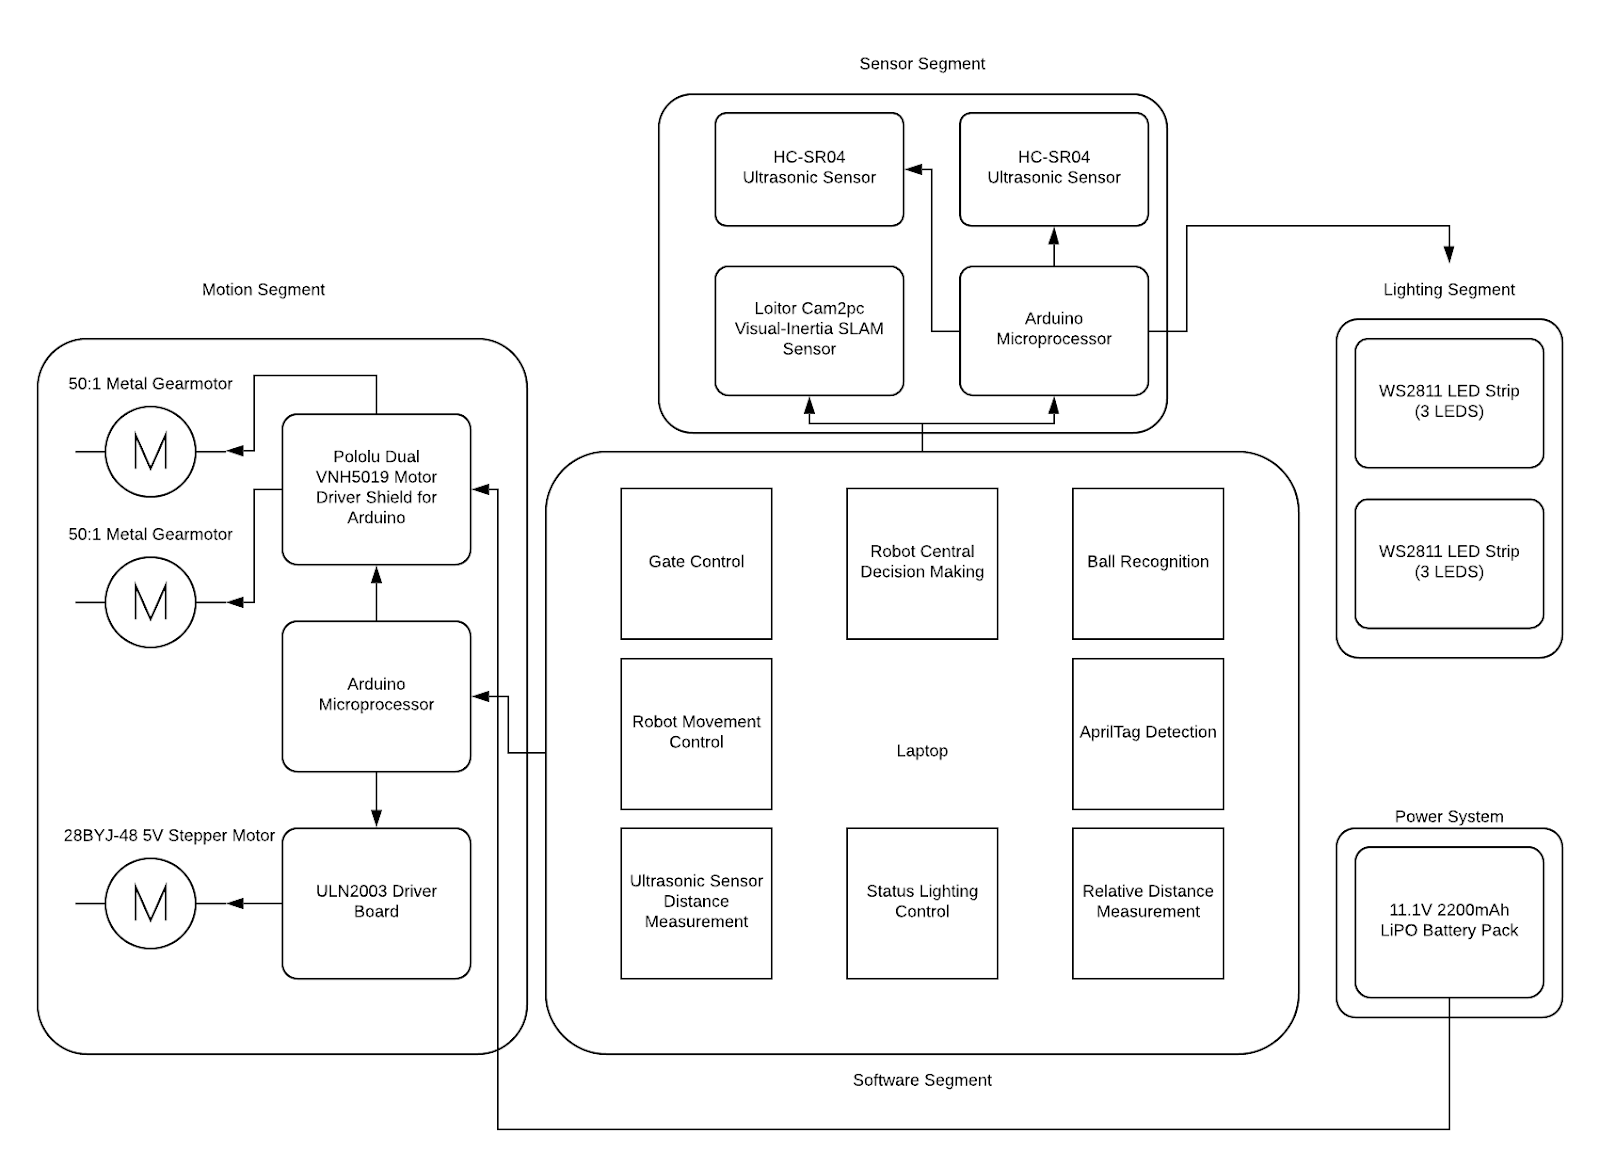 Sensor Segment
HC-SR04
Ultrasonic Sensor
HC-SR04
Ultrasonic Sensor
Loitor Cam2pc
Visual-Inertia SLAM
Sensor
Arduino
Microprocessor
Motion Segment
50:1 Metal Gearmotor
M
Pololu Dual
VNH5019 Motor
Driver Shield for
Arduino
50:1 Metal Gearmotor
M
Arduino
Microprocessor
28BYJ-48 5V Stepper Motor
M
ULN2003 Driver
Board
Gate Control
Robot Central
Decision Making
Ball Recognition
Robot Movement
Control
Laptop
AprilTag Detection
Ultrasonic Sensor
Distance
Measurement
Status Lighting
Control
Relative Distance
Measurement
Software Segment
Lighting Segment
WS2811 LED Strip
(3 LEDS)
WS2811 LED Strip
(3 LEDS)
Power System
11.1V 2200mAh
LiPO Battery Pack